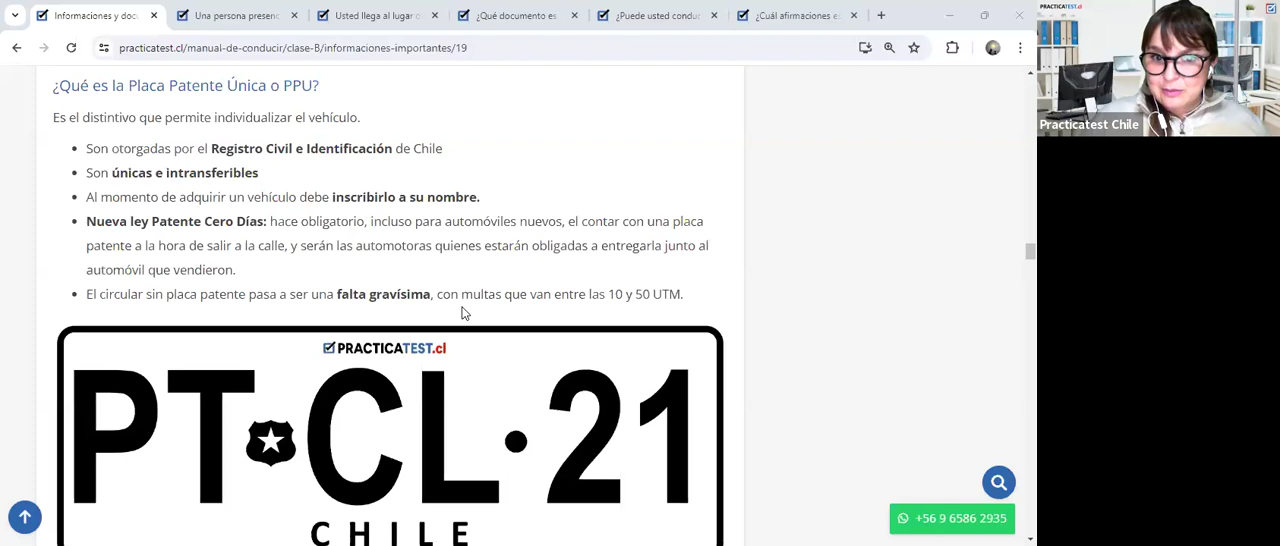 Informaciones y docu
Una persona presenc
Usted llega al lugar o
¿Qué documento es
¿Puede usted conduc
¿Cuál afirmaciones es
practicatest.cl/manual-de-conducir/clase-B/informaciones-importantes/19
PRACTICATEST.cl
Practicatest Chile
¿Qué es la Placa Patente Única o PPU?
Es el distintivo que permite individualizar el vehículo.
Son otorgadas por el Registro Civil e Identificación de Chile
Son únicas e intransferibles
Al momento de adquirir un vehículo debe inscribirlo a su nombre.
Nueva ley Patente Cero Días: hace obligatorio, incluso para automóviles nuevos, el contar con una placa
patente a la hora de salir a la calle, y serán las automotoras quienes estarán obligadas a entregarla junto al
automóvil que vendieron.
El circular sin placa patente pasa a ser una falta gravísima, con multas que van entre las 10 y 50 UTM.
PRACTICATEST.cl
PT CL·21
CHILE
+56 9 6586 2935